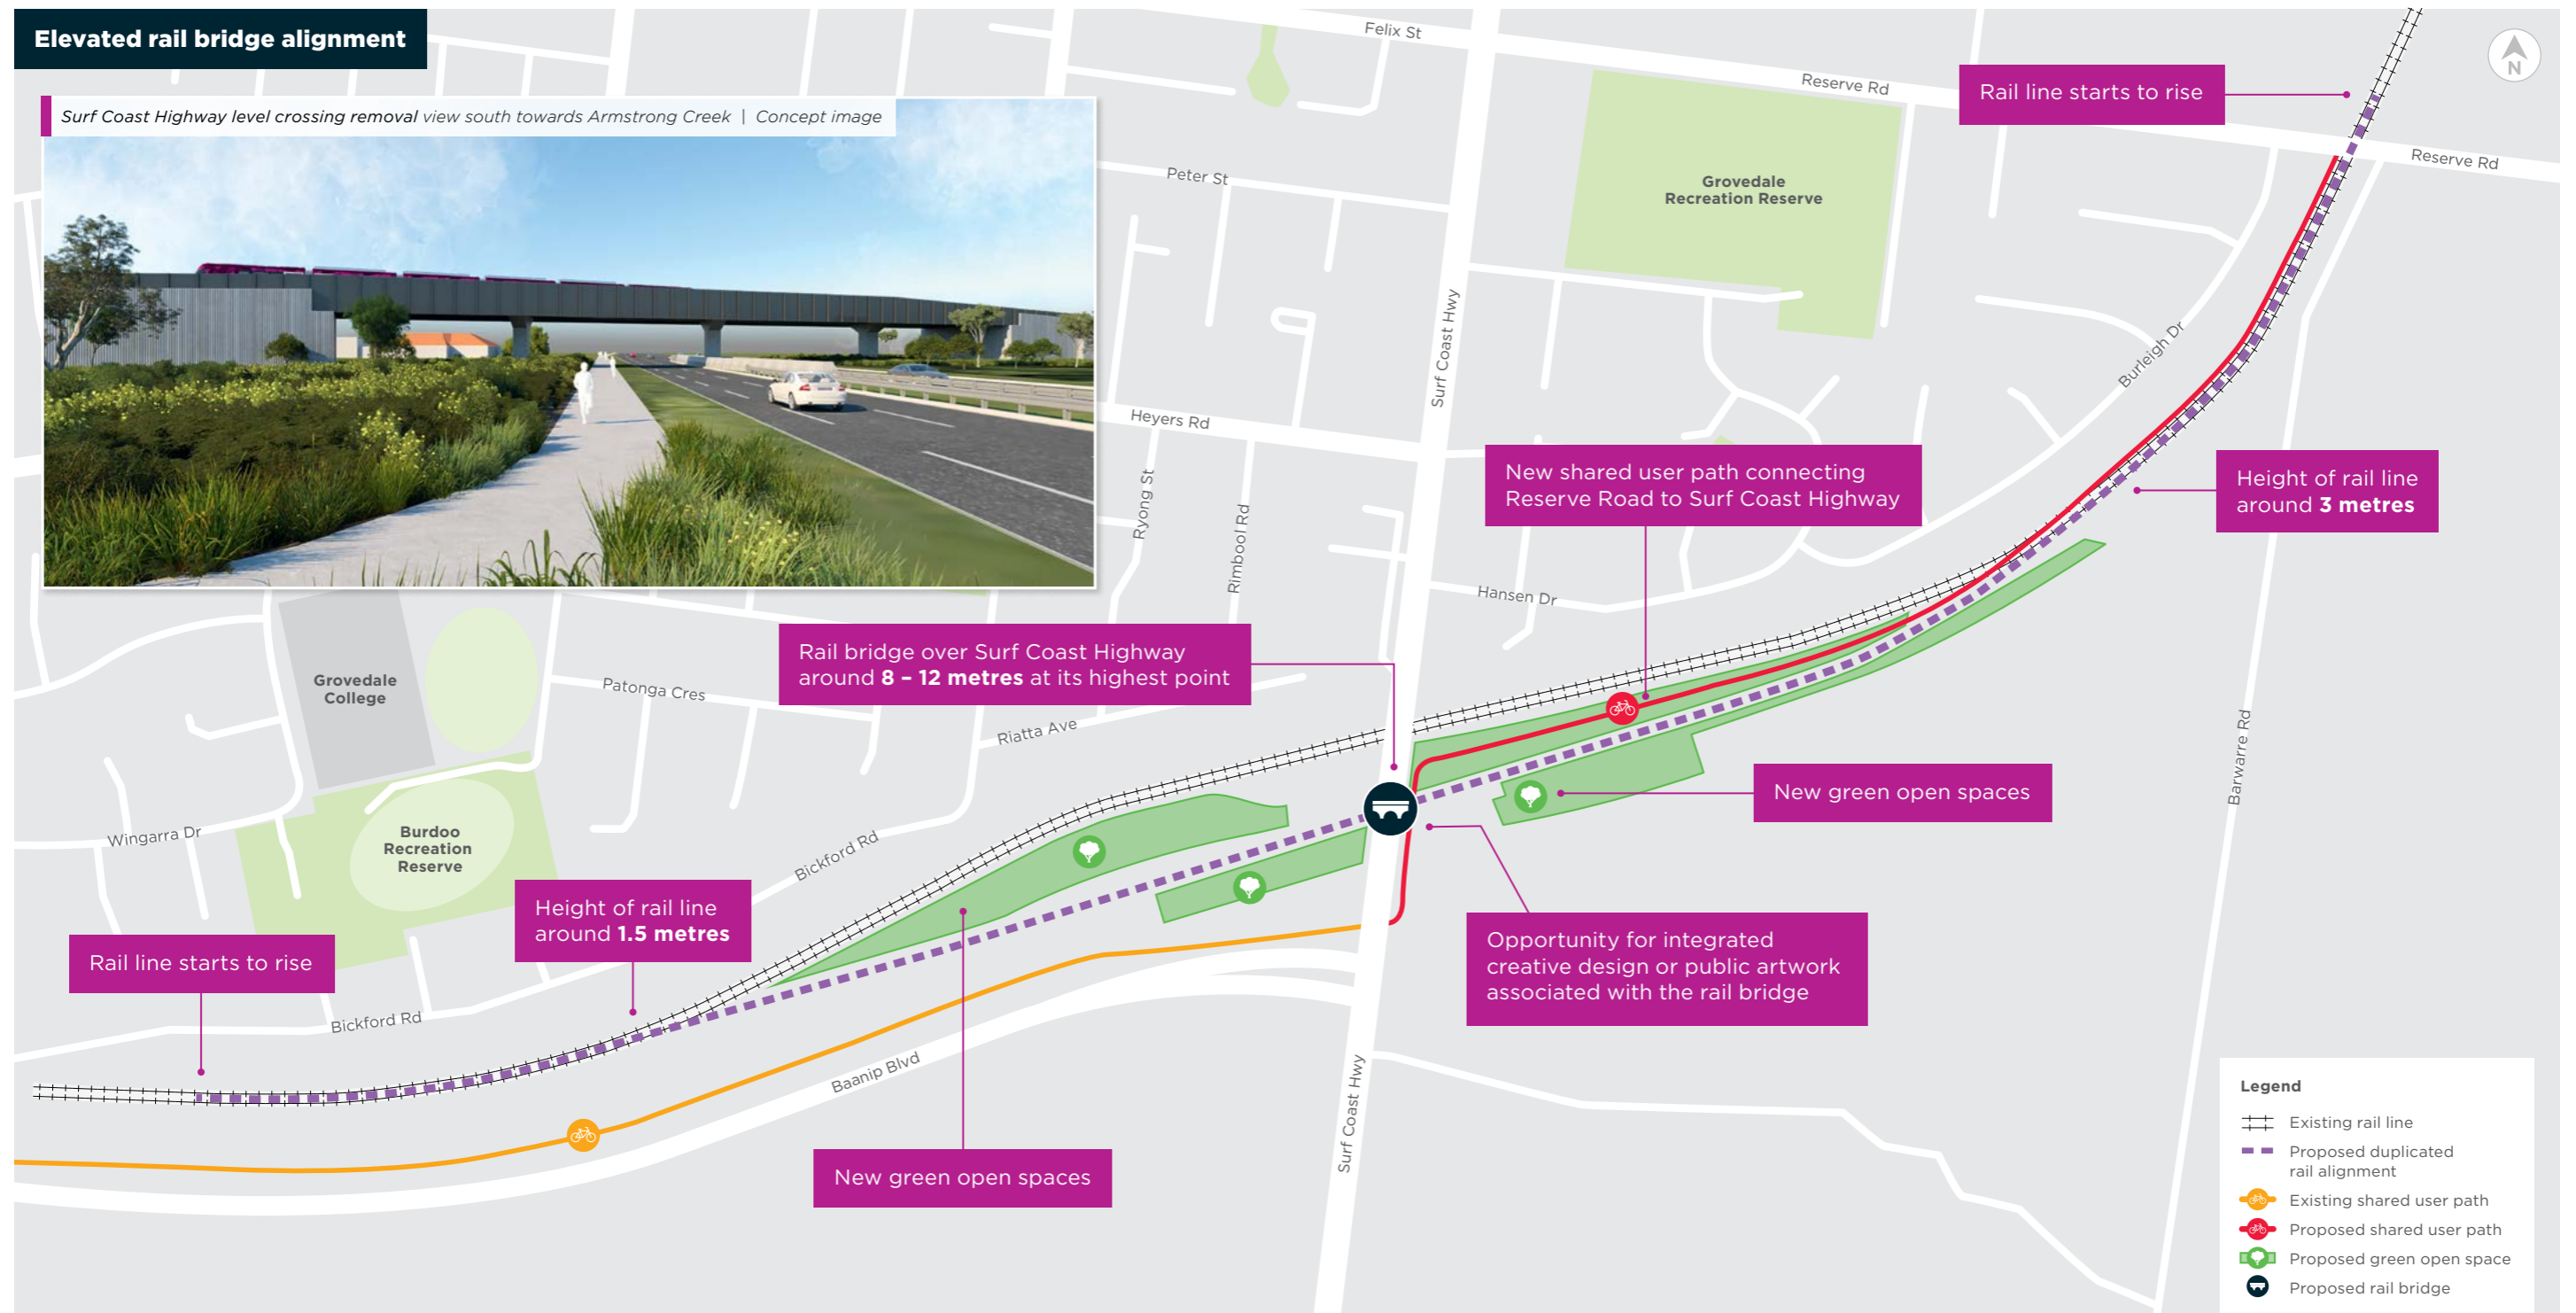 Elevated rail bridge alignment
Surf Coast Highway level crossing removal view south towards Armstrong Creek | Concept image
N
Felix St
Reserve Rd
Rail line starts to rise
Reserve Rd
Peter St
Grovedale
Recreation Reserve
Surf Coast Hwy
Burleigh Dr
Heyers Rd
Ryong St
Rimbool Rd
New shared user path connecting
Reserve Road to Surf Coast Highway
Height of rail line
around 3 metres
Hansen Dr
Rail bridge over Surf Coast Highway
around 8 – 12 metres at its highest point
Grovedale
College
Patonga Cres
Riatta Ave
Barwarre Rd
New green open spaces
Wingarra Dr
Burdoo
Recreation
Reserve
Bickford Rd
Height of rail line
around 1.5 metres
Rail line starts to rise
Opportunity for integrated
creative design or public artwork
associated with the rail bridge
Bickford Rd
Baanip Blvd
Surf Coast Hwy
New green open spaces
Legend
Existing rail line
Proposed duplicated
rail alignment
Existing shared user path
Proposed shared user path
Proposed green open space
Proposed rail bridge